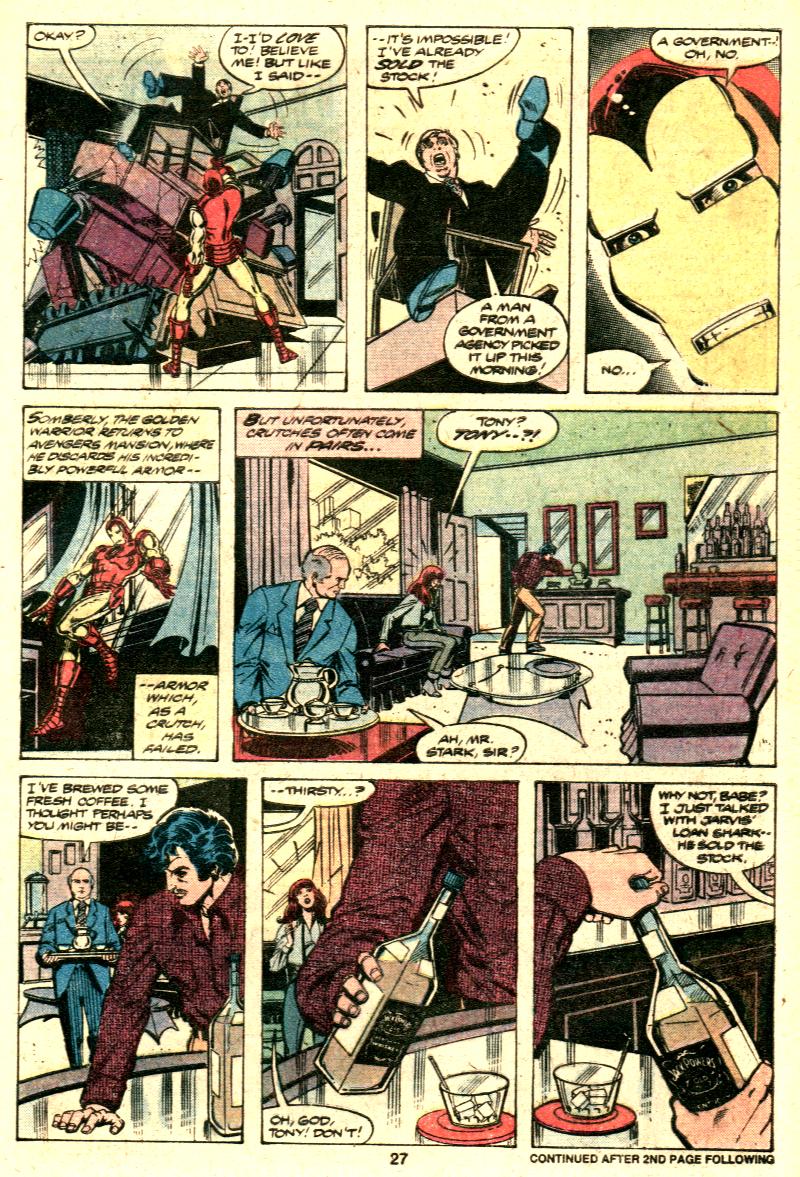 OKAY?
I-I'D LOVE
TO! BELIEVE
ME! BUT LIKE
I SAID--
--IT'S IMPOSSIBLE!
I'VE ALREADY
SOLD THE
STOCK!
A MAN
FROM A
GOVERNMENT
AGENCY PICKED
IT UP THIS
MORNING!
A GOVERNMENT--!
OH, NO.
NO...
SOMBERLY, THE GOLDEN
WARRIOR RETURNS TO
AVENGERS MANSION, WHERE
HE DISCARDS HIS INCREDI-
BLY POWERFUL ARMOR--
--ARMOR
WHICH,
AS A
CRUTCH,
HAS
FAILED.
BUT UNFORTUNATELY,
CRUTCHES OFTEN COME
IN PAIRS...
TONY?
TONY--?!
AH, MR.
STARK, SIR?
I'VE BREWED SOME
FRESH COFFEE. I
THOUGHT PERHAPS
YOU MIGHT BE--
--THIRSTY..?
OH, GOD,
TONY! DON'T!
WHY NOT, BABE?
I JUST TALKED
WITH JARVIS'
LOAN SHARK--
HE SOLD THE
STOCK.
27
CONTINUED AFTER 2ND PAGE FOLLOWING